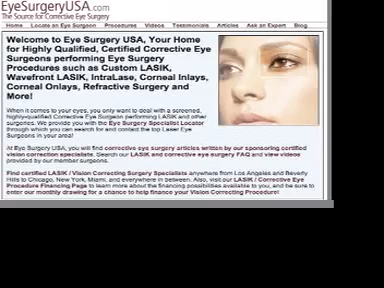 EyeSurgeryUSA.com
The Source for Corrective Eye Surgery
Home Locate an Eye Surgeon Procedures Videos Testimonials Articles Ask an Expert Blog
Welcome to Eye Surgery USA, Your Home
for Highly Qualified, Certified Corrective Eye
Surgeons performing Eye Surgery
Procedures such as Custom LASIK,
Wavefront LASIK, IntraLase, Corneal Inlays,
Corneal Onlays, Refractive Surgery and
More!
When it comes to your eyes, you only want to deal with a screened,
highly-qualified Corrective Eye Surgeon performing LASIK and other
surgeries. We provide you with the Eye Surgery Specialist Locator
through which you can search for and contact the top Laser Eye
Surgeons in your area!
At Eye Surgery USA, you will find corrective eye surgery articles written by our sponsoring certified
vision correction specialists. Search our LASIK and corrective eye surgery FAQ and view videos
provided by our member surgeons.
Find certified LASIK / Vision Correcting Surgery Specialists anywhere from Los Angeles and Beverly
Hills to Chicago, New York, Miami, and everywhere in between. Also, visit our LASIK / Corrective Eye
Procedure Financing Page to learn more about the financing possibilities available to you, and be sure to
enter our monthly drawing for a chance to help finance your Vision Correcting Procedure!